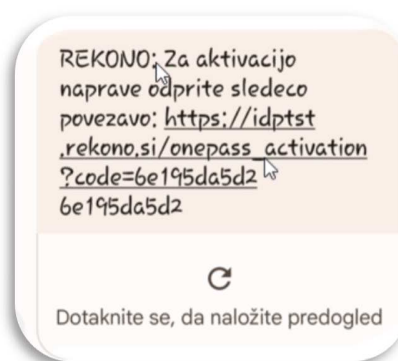 REKONO: Za aktivacijo
naprave odprite sledeco
povezavo: https://idptst
.rekono.si/onepass_activation
?code=6e195da5d2
6e195da5d2
Dotaknite se, da naložite predogled